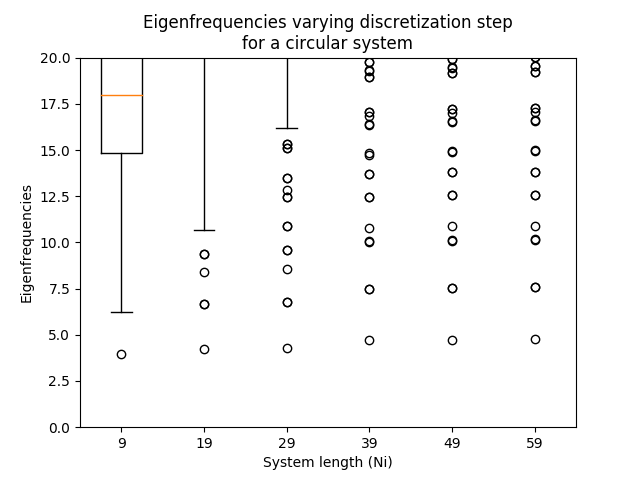 Eigenfrequencies varying discretization step
for a circular system
20.0
17.5
15.0
12.5
10.0
7.5
5.0
2.5
0.0
Eigenfrequencies
9 19 29 39 49 59
System length (Ni)